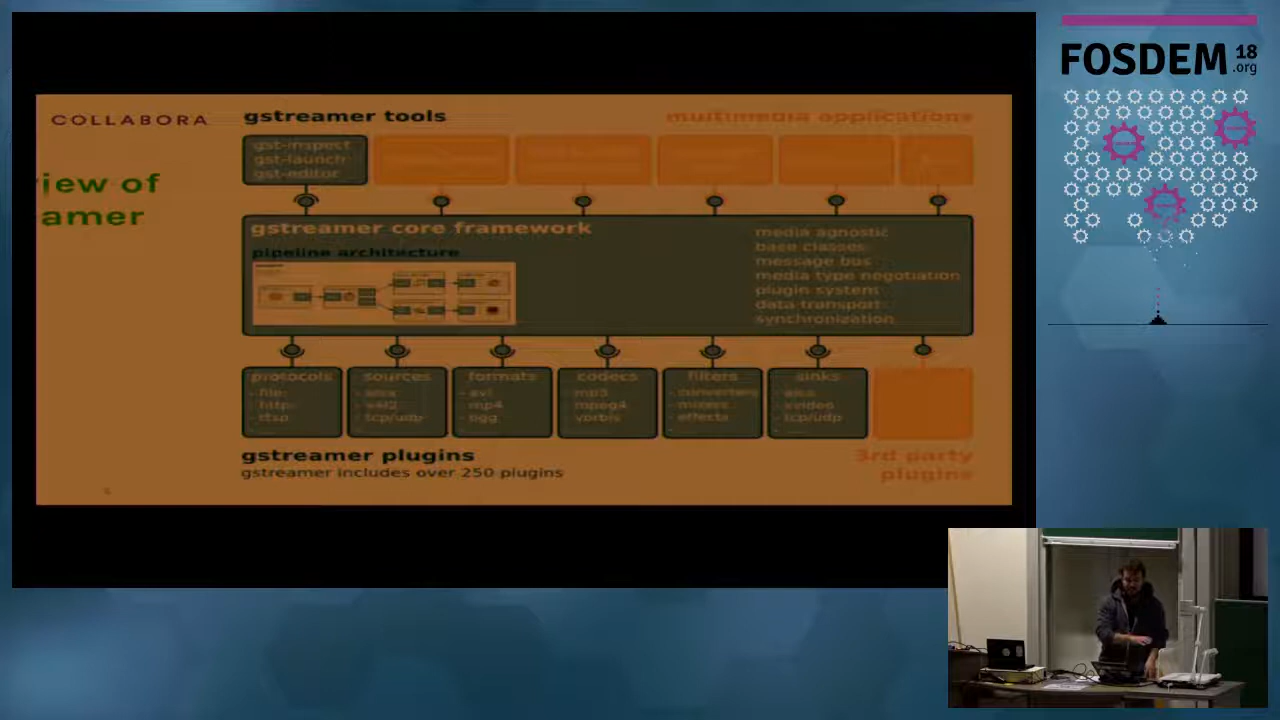 COLLABORA
iew of
amer
gstreamer tools
multimedia applications
gst-inspect
gst-launch
gst-editor
gstreamer core framework
pipeline architecture
media agnostic
base classes
message bus
media type negotiation
plugin system
data transport
synchronization
protocols
- file:
- http:
- rtsp:
sources
- alsa
- v4l2
- tcp/udp
formats
- avi
- mp4
- ogg
codecs
- mp3
- mpeg4
- vorbis
filters
- converters
- mixers
- effects
sinks
- alsa
- xvideo
- tcp/udp
gstreamer plugins
gstreamer includes over 250 plugins
3rd party
plugins
FOSDEM 18
.org